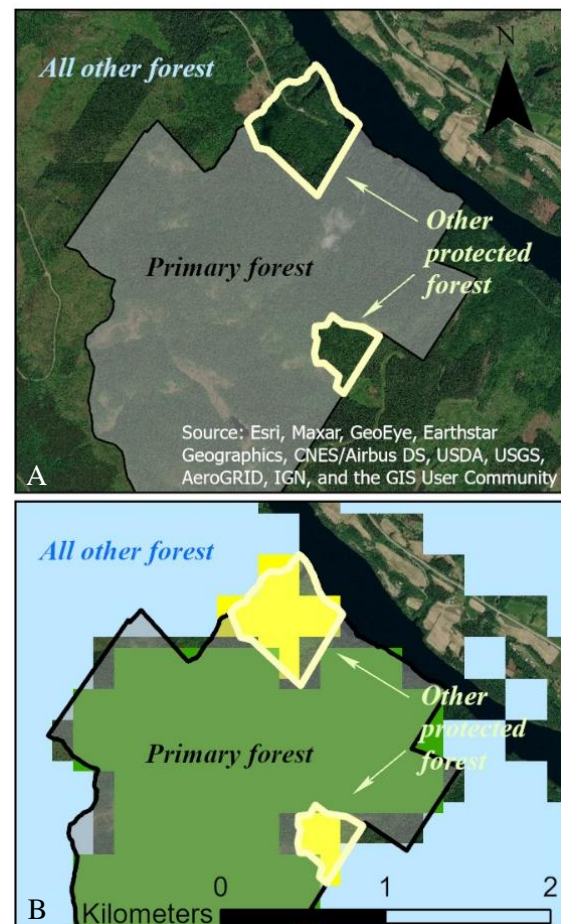 All other forest
N
Other
protected
forest
Primary forest
Source: Esri, Maxar, GeoEye, Earthstar
Geographics, CNES/Airbus DS, USDA, USGS,
AeroGRID, IGN, and the GIS User Community
A
All other forest
Other
protected
forest
Primary forest
0 1 2
Kilometers
B